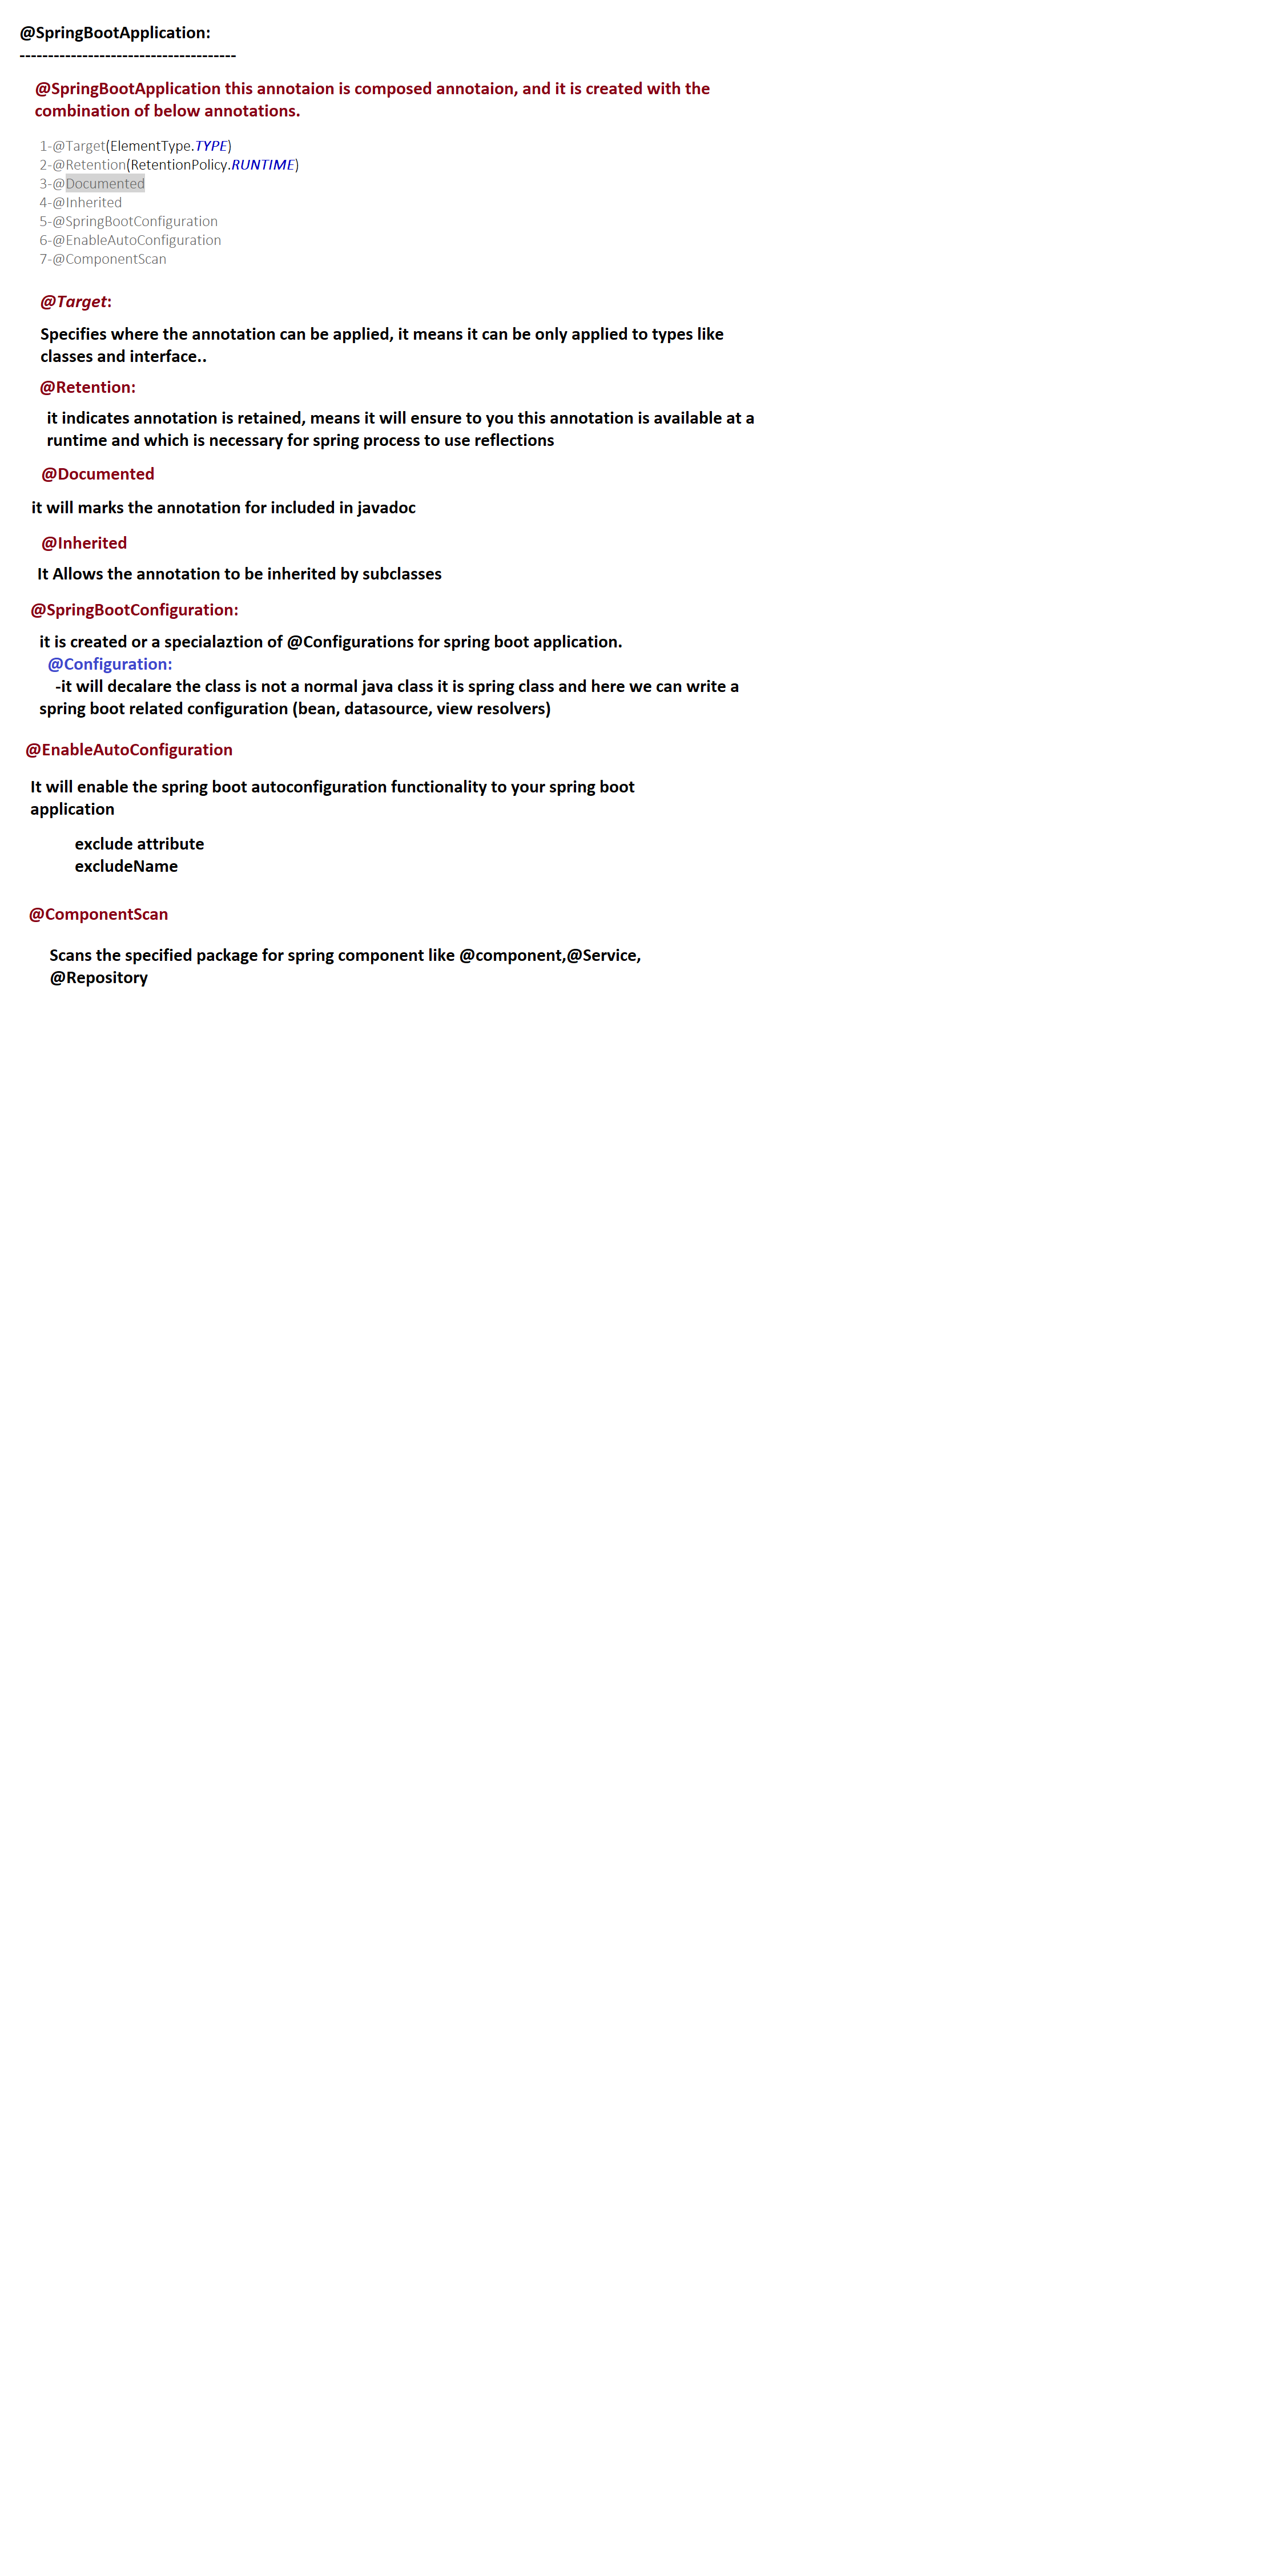 @SpringBootApplication:
--------------------------------------
@SpringBootApplication this annotaion is composed annotaion, and it is created with the
combination of below annotations.
1-@Target(ElementType.TYPE)
2-@Retention(RetentionPolicy.RUNTIME)
3-@Documented
4-@Inherited
5-@SpringBootConfiguration
6-@EnableAutoConfiguration
7-@ComponentScan
@Target:
Specifies where the annotation can be applied, it means it can be only applied to types like
classes and interface..
@Retention:
it indicates annotation is retained, means it will ensure to you this annotation is available at a
runtime and which is necessary for spring process to use reflections
@Documented
it will marks the annotation for included in javadoc
@Inherited
It Allows the annotation to be inherited by subclasses
@SpringBootConfiguration:
it is created or a specialaztion of @Configurations for spring boot application.
@Configuration:
-it will decalare the class is not a normal java class it is spring class and here we can write a
spring boot related configuration (bean, datasource, view resolvers)
@EnableAutoConfiguration
It will enable the spring boot autoconfiguration functionality to your spring boot
application
exclude attribute
excludeName
@ComponentScan
Scans the specified package for spring component like @component,@Service,
@Repository